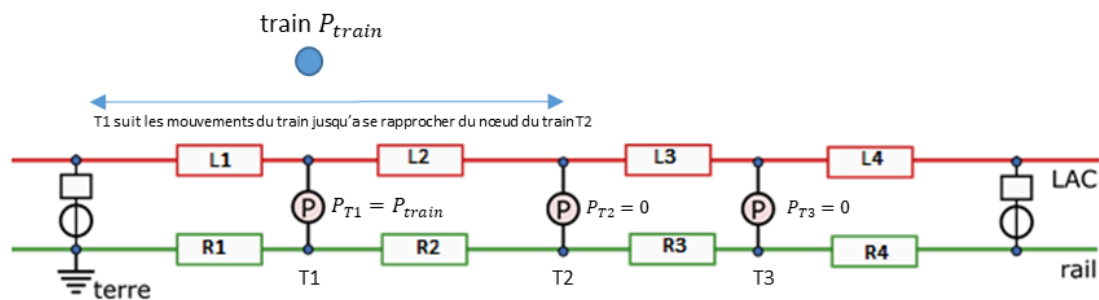 train P_train
T1 suit les mouvements du train jusqu'a se rapprocher du nœud du train T2
L1 L2 L3 L4
LAC
P P_T1 = P_train P P_T2 = 0 P P_T3 = 0
R1 R2 R3 R4
terre T1 T2 T3 rail